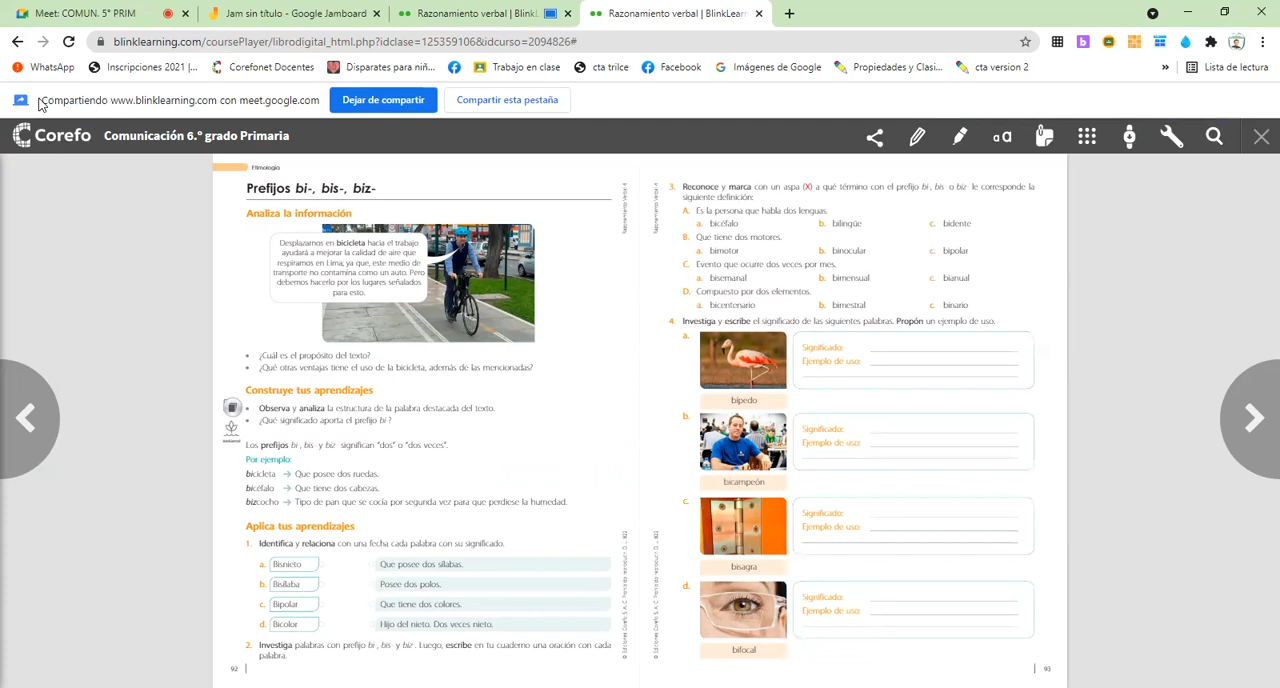 Meet: COMUN. 5° PRIM
Jam sin título - Google Jamboard
Razonamiento verbal | Blinkl
Razonamiento verbal | BlinkLear
blinklearning.com/coursePlayer/librodigital_html.php?idclase=125359106&idcurso=2094826#
WhatsApp
Inscripciones 2021 |...
Corefonet Docentes
Disparates para niñ...
Trabajo en clase
cta trilce
Facebook
Imágenes de Google
Propiedades y Clasi...
cta version 2
»
Lista de lectura
Compartiendo www.blinklearning.com con meet.google.com
Dejar de compartir
Compartir esta pestaña
Corefo
Comunicación 6.º grado Primaria
aA
Etimología
Prefijos bi-, bis-, biz-
Analiza la información
Desplazarnos en bicicleta hacia el trabajo
ayudará a mejorar la calidad de aire que
respiramos en Lima; ya que, este medio de
transporte no contamina como un auto. Pero
debemos hacerlo por los lugares señalados
para esto.
• ¿Cuál es el propósito del texto?
• ¿Qué otras ventajas tiene el uso de la bicicleta, además de las mencionadas?
Construye tus aprendizajes
• Observa y analiza la estructura de la palabra destacada del texto.
• ¿Qué significado aporta el prefijo bi-?
Los prefijos bi-, bis- y biz- significan “dos” o “dos veces”.
Por ejemplo:
bicicleta → Que posee dos ruedas.
bicéfalo → Que tiene dos cabezas.
bizcocho → Tipo de pan que se cocía por segunda vez para que perdiese la humedad.
Aplica tus aprendizajes
1. Identifica y relaciona con una fecha cada palabra con su significado.
a. Bisnieto Que posee dos sílabas.
b. Bisílaba Posee dos polos.
c. Bipolar Que tiene dos colores.
d. Bicolor Hijo del nieto. Dos veces nieto.
2. Investiga palabras con prefijo bi-, bis- y biz-. Luego, escribe en tu cuaderno una oración con cada
palabra.
92
3. Reconoce y marca con un aspa (X) a qué término con el prefijo bi-, bis- o biz- le corresponde la
siguiente definición:
A. Es la persona que habla dos lenguas.
a. bicéfalo b. bilingüe c. bidente
B. Que tiene dos motores.
a. bimotor b. binocular c. bipolar
C. Evento que ocurre dos veces por mes.
a. bisemanal b. bimensual c. bianual
D. Compuesto por dos elementos.
a. bicentenario b. bimestral c. binario
4. Investiga y escribe el significado de las siguientes palabras. Propón un ejemplo de uso.
a.
Significado:
Ejemplo de uso:
bípedo
b.
Significado:
Ejemplo de uso:
bicampeón
c.
Significado:
Ejemplo de uso:
bisagra
d.
Significado:
Ejemplo de uso:
bifocal
93